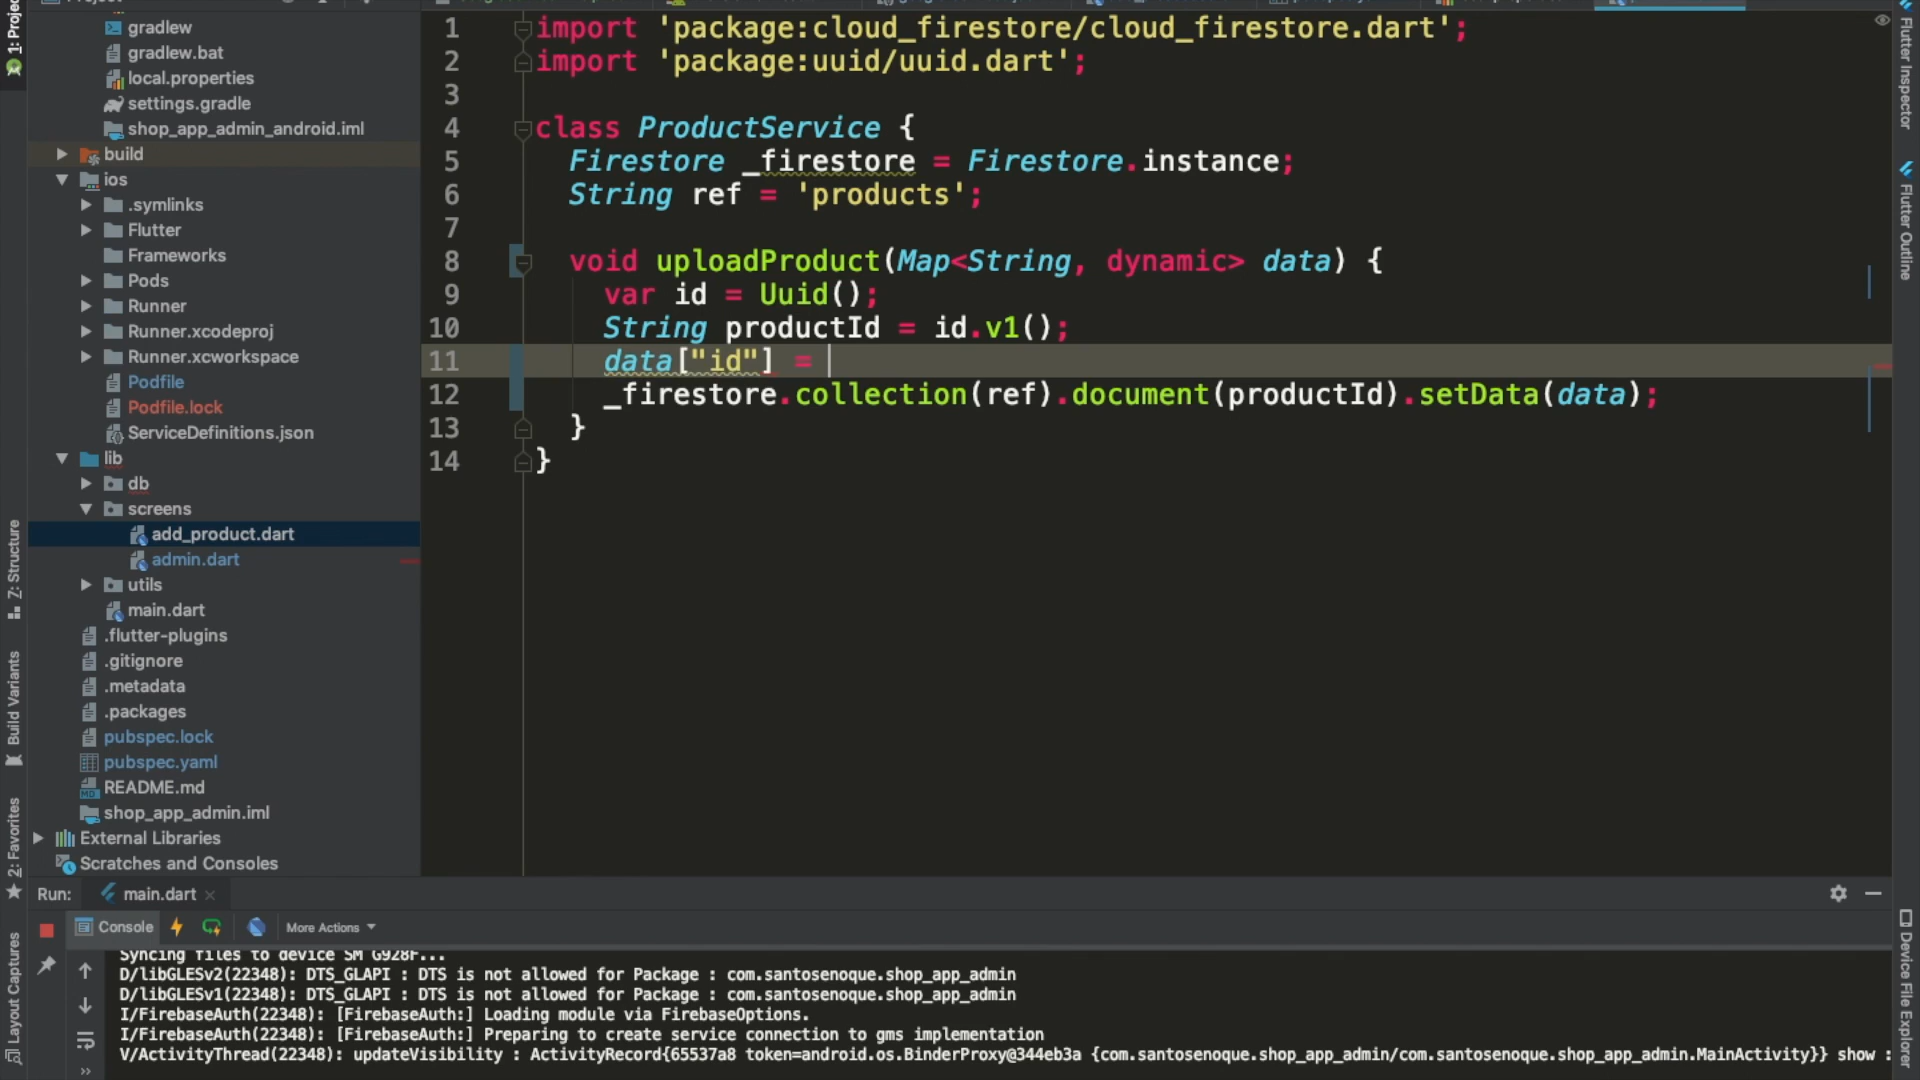 gradlew
gradlew.bat
local.properties
settings.gradle
shop_app_admin_android.iml
build
ios
.symlinks
Flutter
Frameworks
Pods
Runner
Runner.xcodeproj
Runner.xcworkspace
Podfile
Podfile.lock
ServiceDefinitions.json
lib
db
screens
add_product.dart
admin.dart
utils
main.dart
.flutter-plugins
.gitignore
.metadata
.packages
pubspec.lock
pubspec.yaml
README.md
shop_app_admin.iml
External Libraries
Scratches and Consoles
Z: Structure
Build Variants
2: Favorites
Layout Captures
1 import 'package:cloud_firestore/cloud_firestore.dart';
2 import 'package:uuid/uuid.dart';
3
4 class ProductService {
5 Firestore _firestore = Firestore.instance;
6 String ref = 'products';
7
8 void uploadProduct(Map<String, dynamic> data) {
9 var id = Uuid();
10 String productId = id.v1();
11 data["id"] =
12 _firestore.collection(ref).document(productId).setData(data);
13 }
14 }
Flutter Inspector
Flutter Outline
Device File Explorer
Run: main.dart
Console More Actions
Syncing files to device SM G928F...
D/libGLESv2(22348): DTS_GLAPI : DTS is not allowed for Package : com.santosenoque.shop_app_admin
D/libGLESv1(22348): DTS_GLAPI : DTS is not allowed for Package : com.santosenoque.shop_app_admin
I/FirebaseAuth(22348): [FirebaseAuth:] Loading module via FirebaseOptions.
I/FirebaseAuth(22348): [FirebaseAuth:] Preparing to create service connection to gms implementation
V/ActivityThread(22348): updateVisibility : ActivityRecord{65537a8 token=android.os.BinderProxy@344eb3a {com.santosenoque.shop_app_admin/com.santosenoque.shop_app_admin.MainActivity}} show :